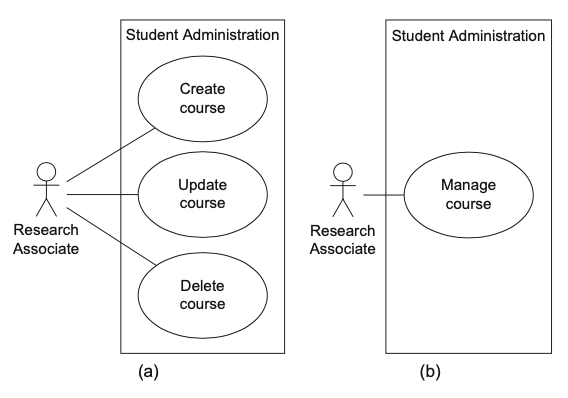 Student Administration
Create
course
Update
course
Delete
course
Research
Associate
(a)
Student Administration
Manage
course
Research
Associate
(b)